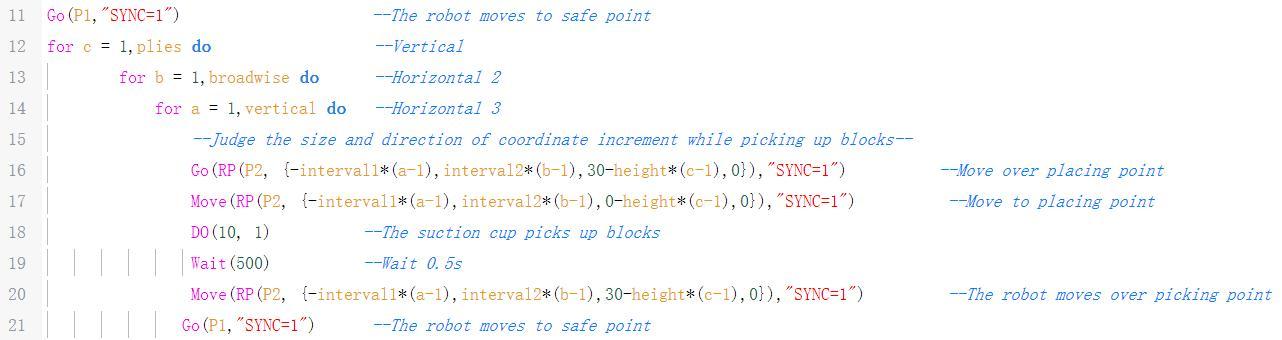 11 Go(P1,"SYNC=1") --The robot moves to safe point
12 for c = 1,plies do --Vertical
13 for b = 1,broadwise do --Horizontal 2
14 for a = 1,vertical do --Horizontal 3
15 --Judge the size and direction of coordinate increment while picking up blocks--
16 Go(RP(P2, {-interval1*(a-1),interval2*(b-1),30-height*(c-1),0}),"SYNC=1") --Move over placing point
17 Move(RP(P2, {-interval1*(a-1),interval2*(b-1),0-height*(c-1),0}),"SYNC=1") --Move to placing point
18 DO(10, 1) --The suction cup picks up blocks
19 Wait(500) --Wait 0.5s
20 Move(RP(P2, {-interval1*(a-1),interval2*(b-1),30-height*(c-1),0}),"SYNC=1") --The robot moves over picking point
21 Go(P1,"SYNC=1") --The robot moves to safe point